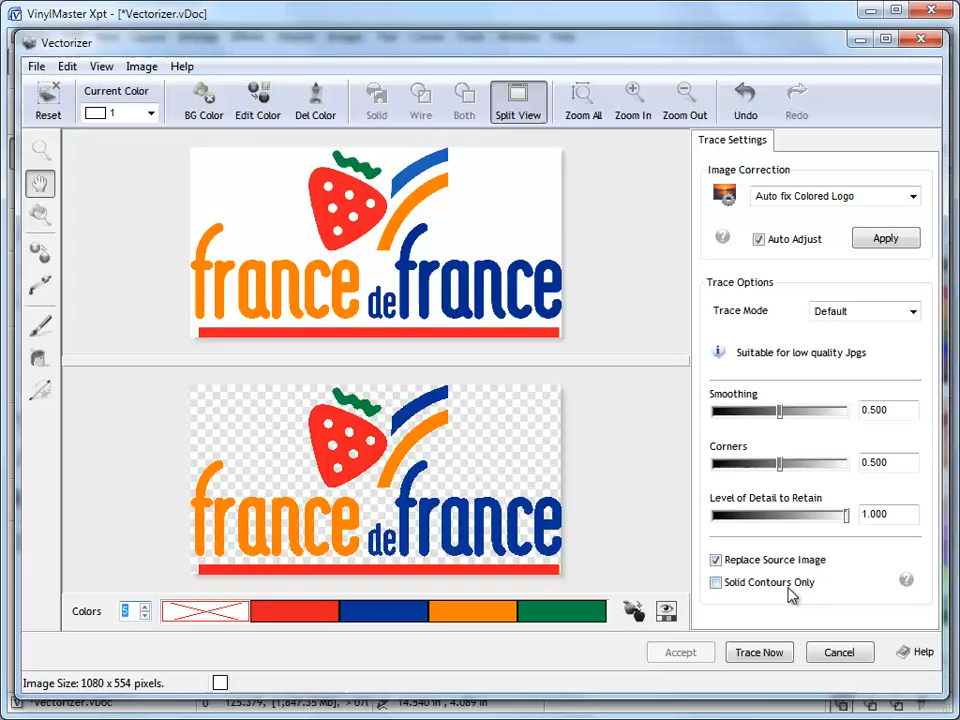 VinylMaster Xpt - [*Vectorizer.vDoc]
Vectorizer
File Edit View Image Help
Reset
Current Color
1
BG Color Edit Color Del Color Solid Wire Both Split View Zoom All Zoom In Zoom Out Undo Redo
france de france
france de france
Trace Settings
Image Correction
Auto fix Colored Logo
Auto Adjust Apply
Trace Options
Trace Mode Default
Suitable for low quality Jpgs
Smoothing
0.500
Corners
0.500
Level of Detail to Retain
1.000
Replace Source Image
Solid Contours Only
Colors 5
Accept Trace Now Cancel Help
Image Size: 1080 x 554 pixels.
*Vectorizer.vDoc